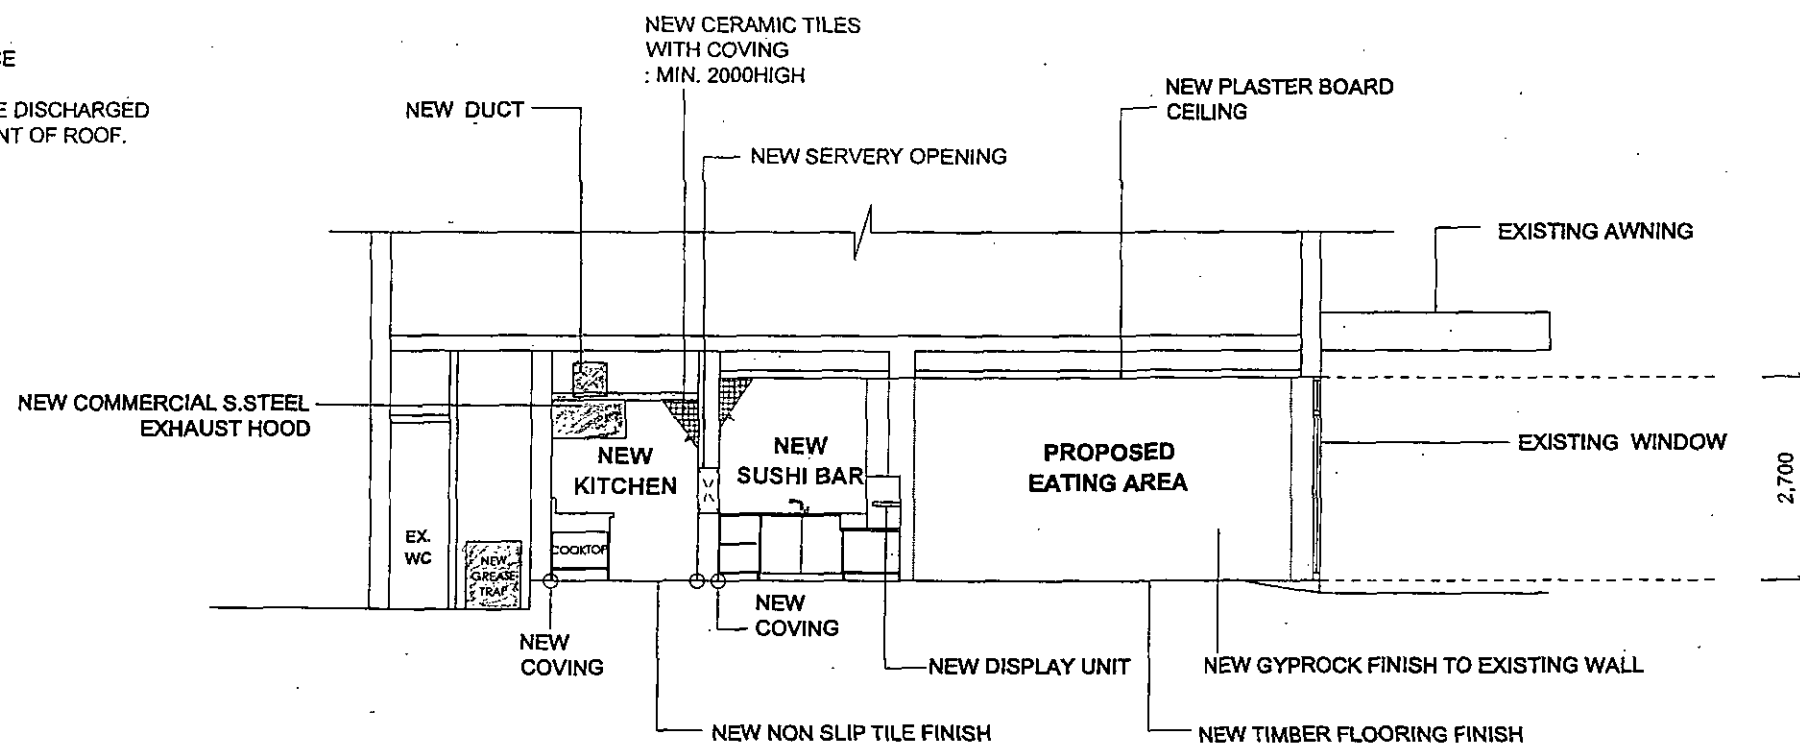 NEW CERAMIC TILES
WITH COVING
: MIN. 2000HIGH
E DISCHARGED
NT OF ROOF.
NEW DUCT
NEW SERVERY OPENING
NEW PLASTER BOARD
CEILING
EXISTING AWNING
NEW COMMERCIAL S.STEEL
EXHAUST HOOD
NEW
KITCHEN
NEW
SUSHI BAR
PROPOSED
EATING AREA
EXISTING WINDOW
2,700
EX.
WC
NEW
GREASE
TRAP
COOKTOP
NEW
COVING
NEW
COVING
NEW DISPLAY UNIT
NEW GYPROCK FINISH TO EXISTING WALL
NEW NON SLIP TILE FINISH
NEW TIMBER FLOORING FINISH